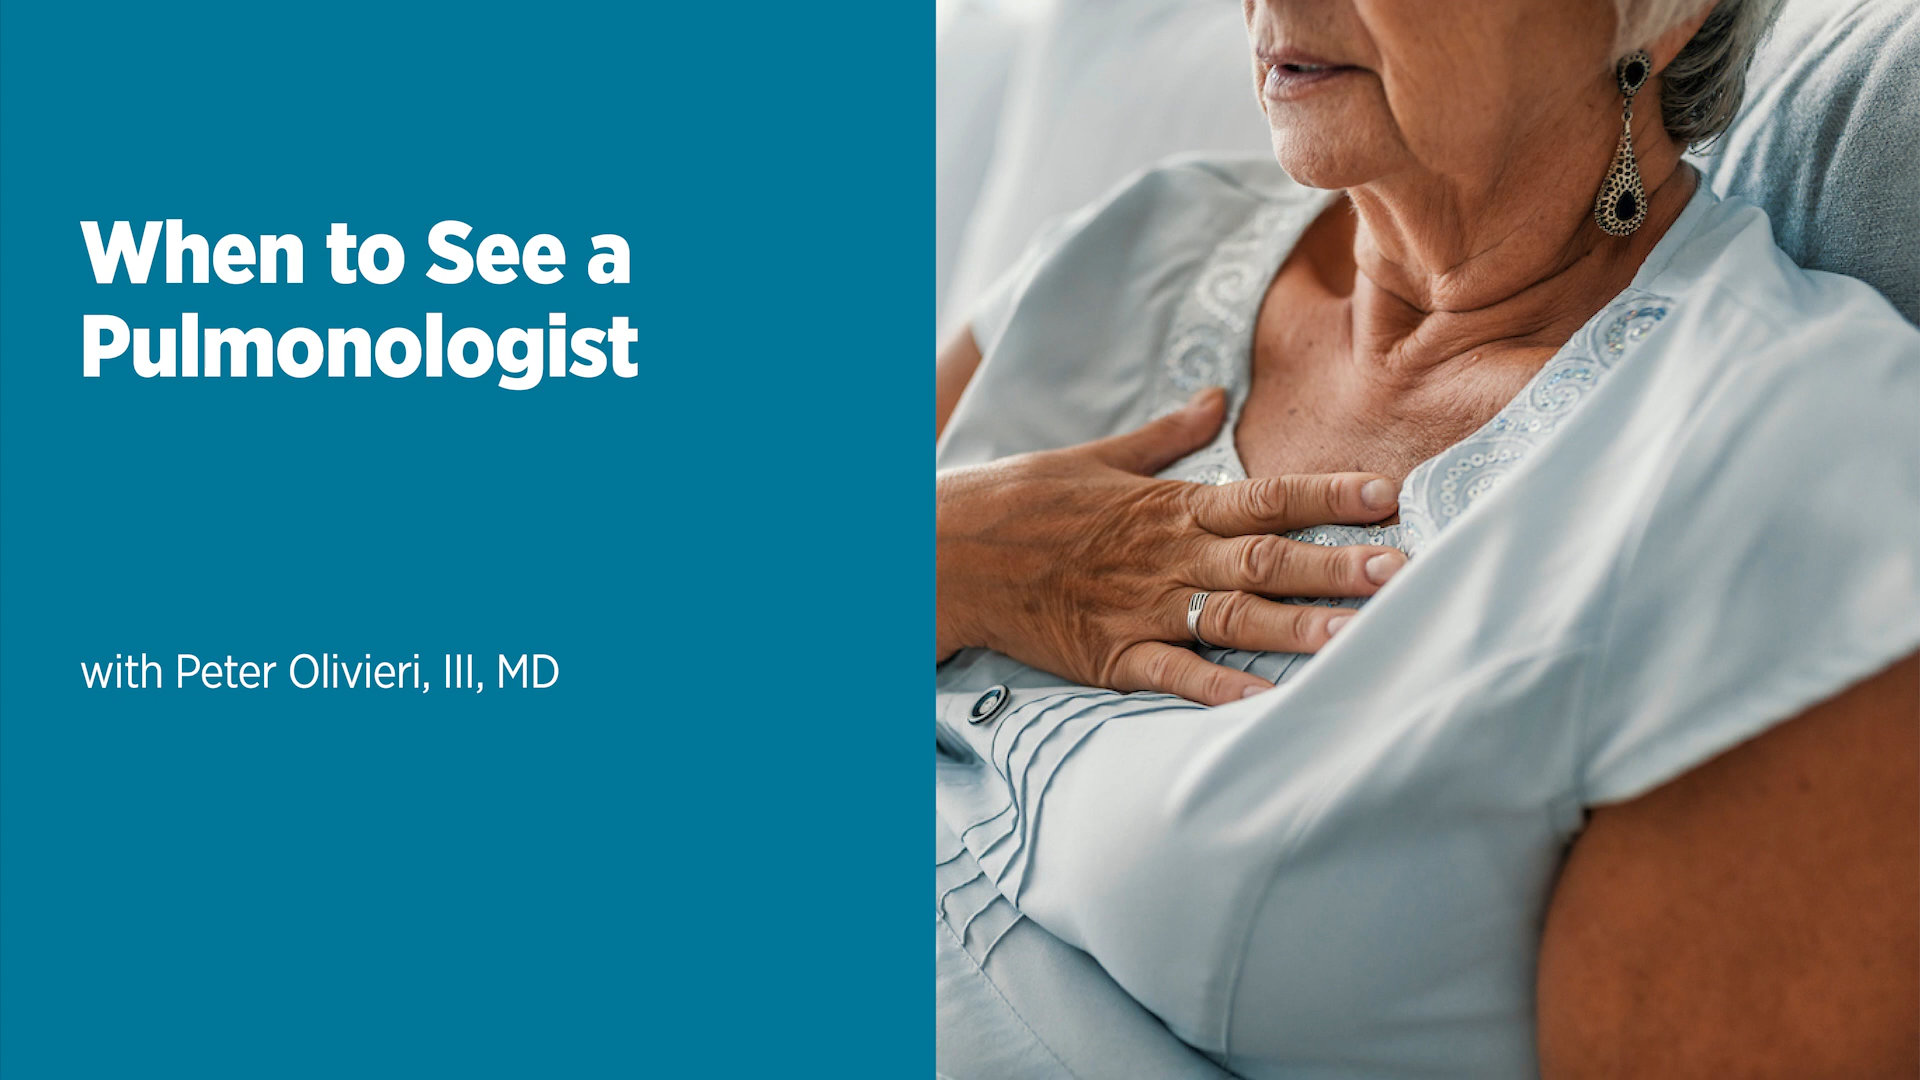 When to See a
Pulmonologist
with Peter Olivieri, III, MD